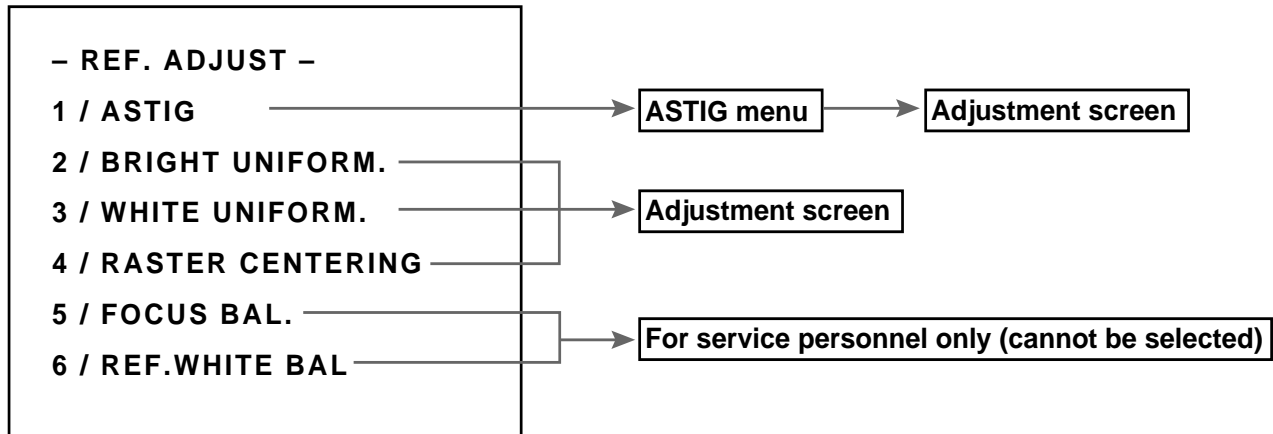 – REF. ADJUST –
1 / ASTIG
ASTIG menu
Adjustment screen
2 / BRIGHT UNIFORM.
3 / WHITE UNIFORM.
Adjustment screen
4 / RASTER CENTERING
5 / FOCUS BAL.
For service personnel only (cannot be selected)
6 / REF.WHITE BAL